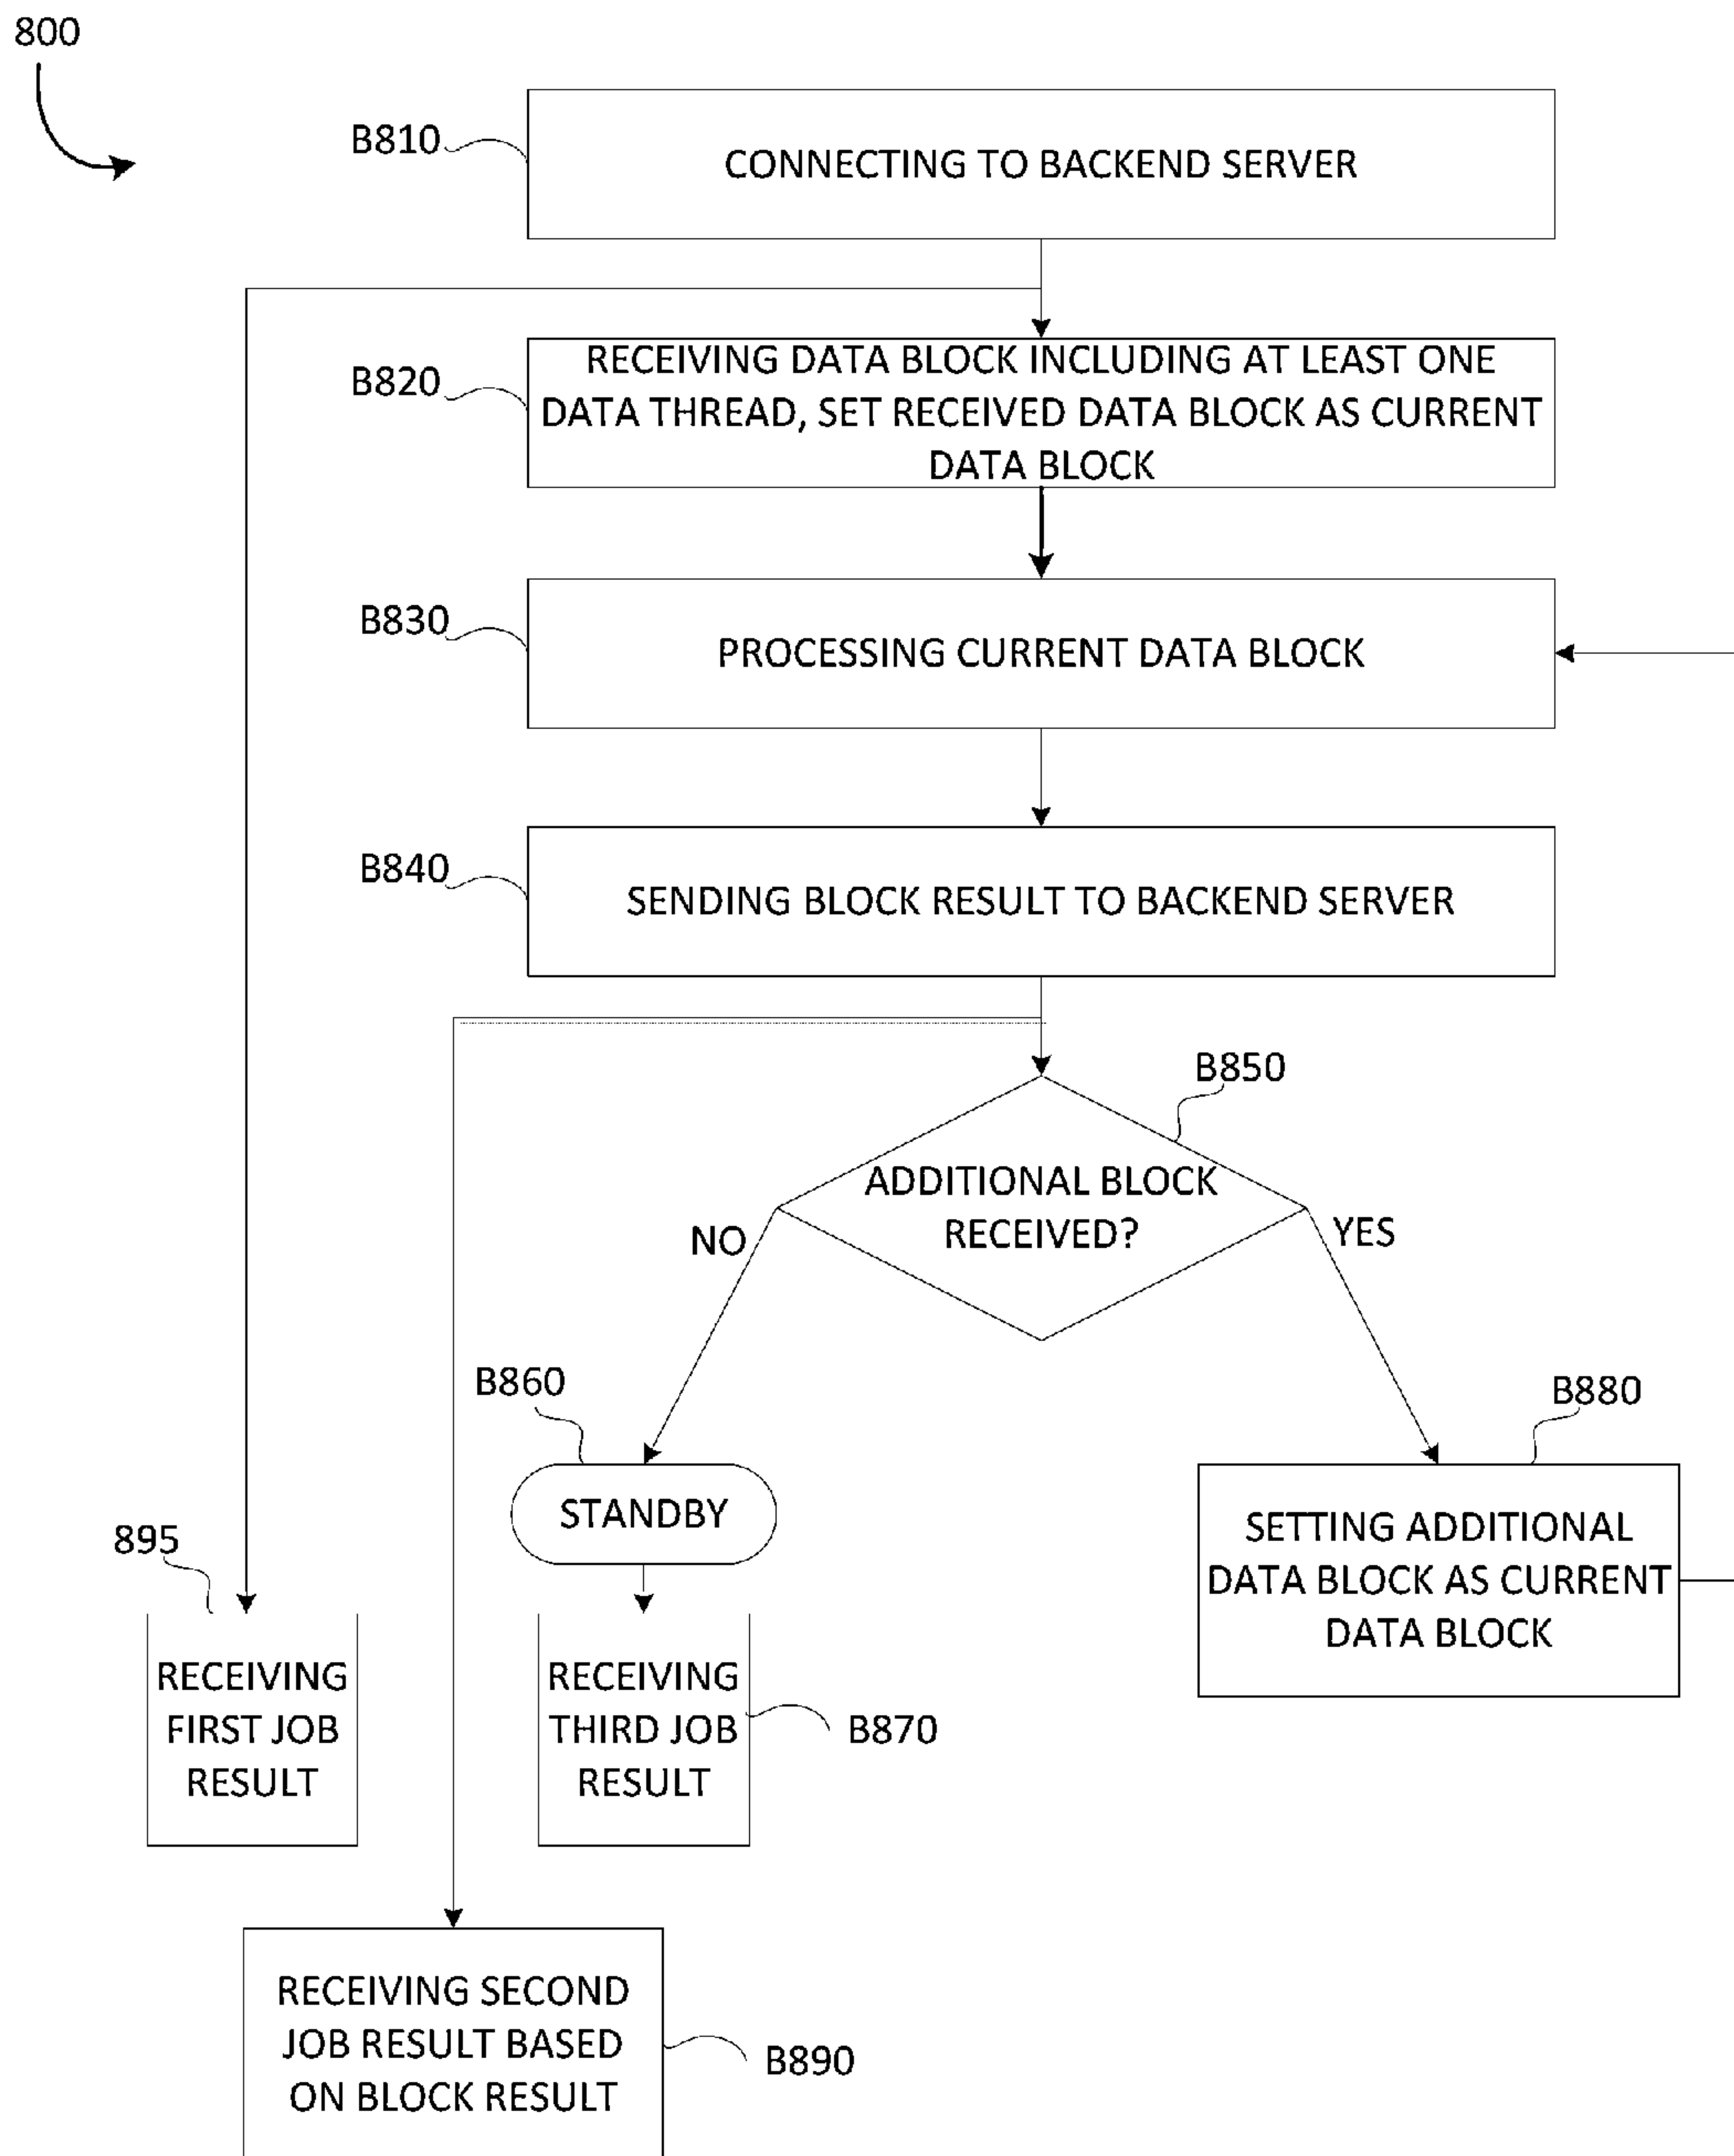 800
B810
CONNECTING TO BACKEND SERVER
B820
RECEIVING DATA BLOCK INCLUDING AT LEAST ONE
DATA THREAD, SET RECEIVED DATA BLOCK AS CURRENT
DATA BLOCK
B830
PROCESSING CURRENT DATA BLOCK
B840
SENDING BLOCK RESULT TO BACKEND SERVER
B850
ADDITIONAL BLOCK
RECEIVED?
NO
YES
B860
STANDBY
B880
SETTING ADDITIONAL
DATA BLOCK AS CURRENT
DATA BLOCK
895
RECEIVING
FIRST JOB
RESULT
RECEIVING
THIRD JOB
RESULT
B870
RECEIVING SECOND
JOB RESULT BASED
ON BLOCK RESULT
B890